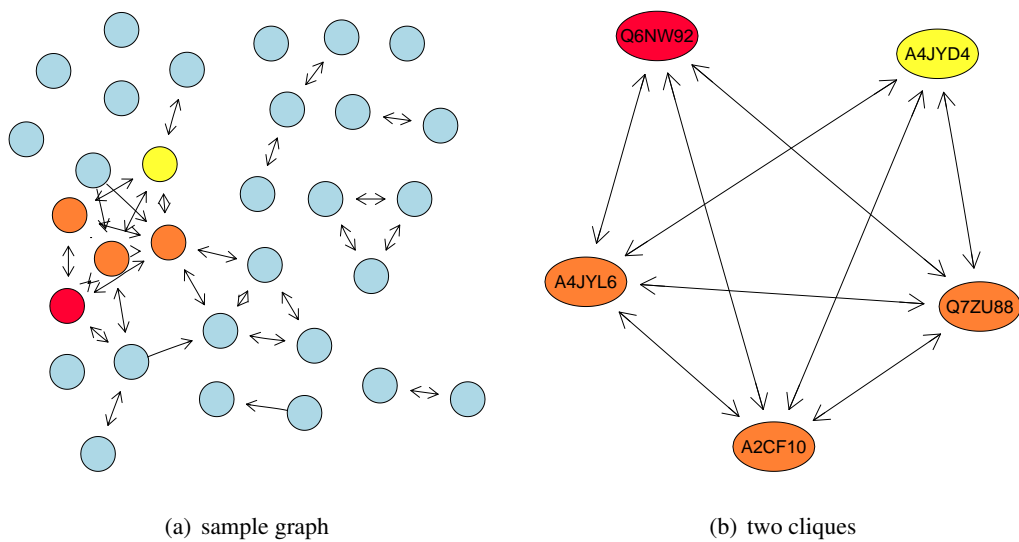 Q6NW92
A4JYD4
A4JYL6
Q7ZU88
A2CF10
(a) sample graph
(b) two cliques